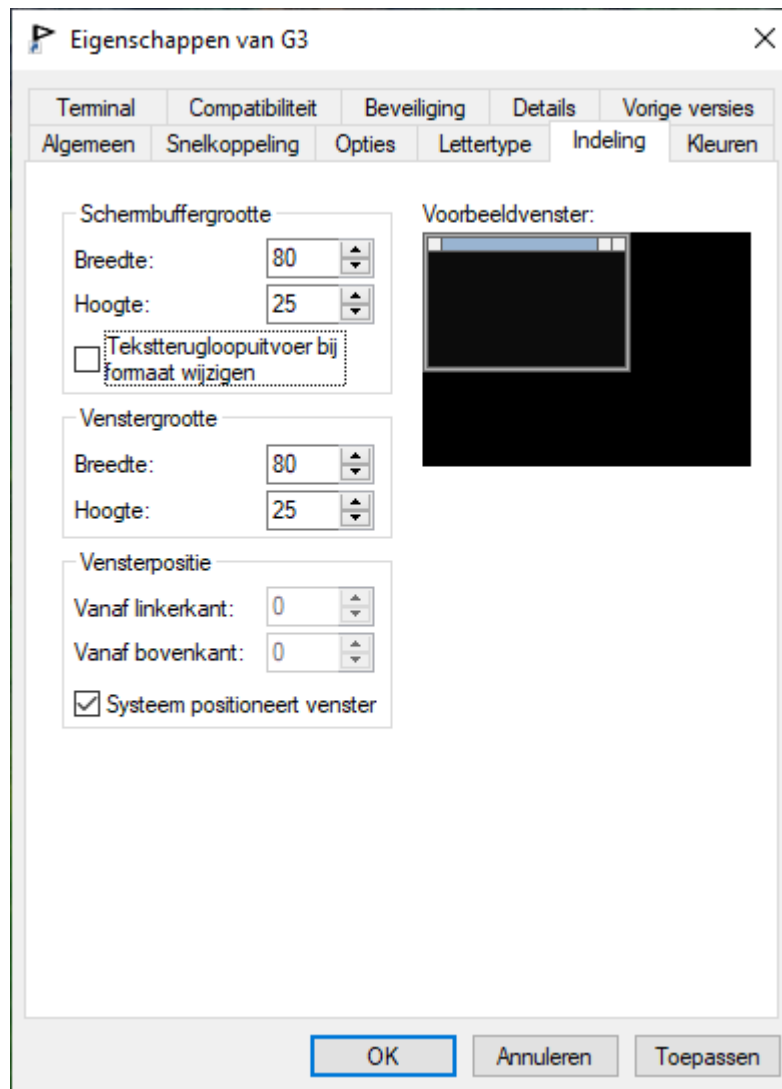 Eigenschappen van G3
Terminal Compatibiliteit Beveiliging Details Vorige versies
Algemeen Snelkoppeling Opties Lettertype Indeling Kleuren
Schermbuffergrootte
Breedte: 80
Hoogte: 25
Tekstterugloopuitvoer bij
formaat wijzigen
Venstergrootte
Breedte: 80
Hoogte: 25
Vensterpositie
Vanaf linkerkant: 0
Vanaf bovenkant: 0
Systeem positioneert venster
Voorbeeldvenster:
OK Annuleren Toepassen